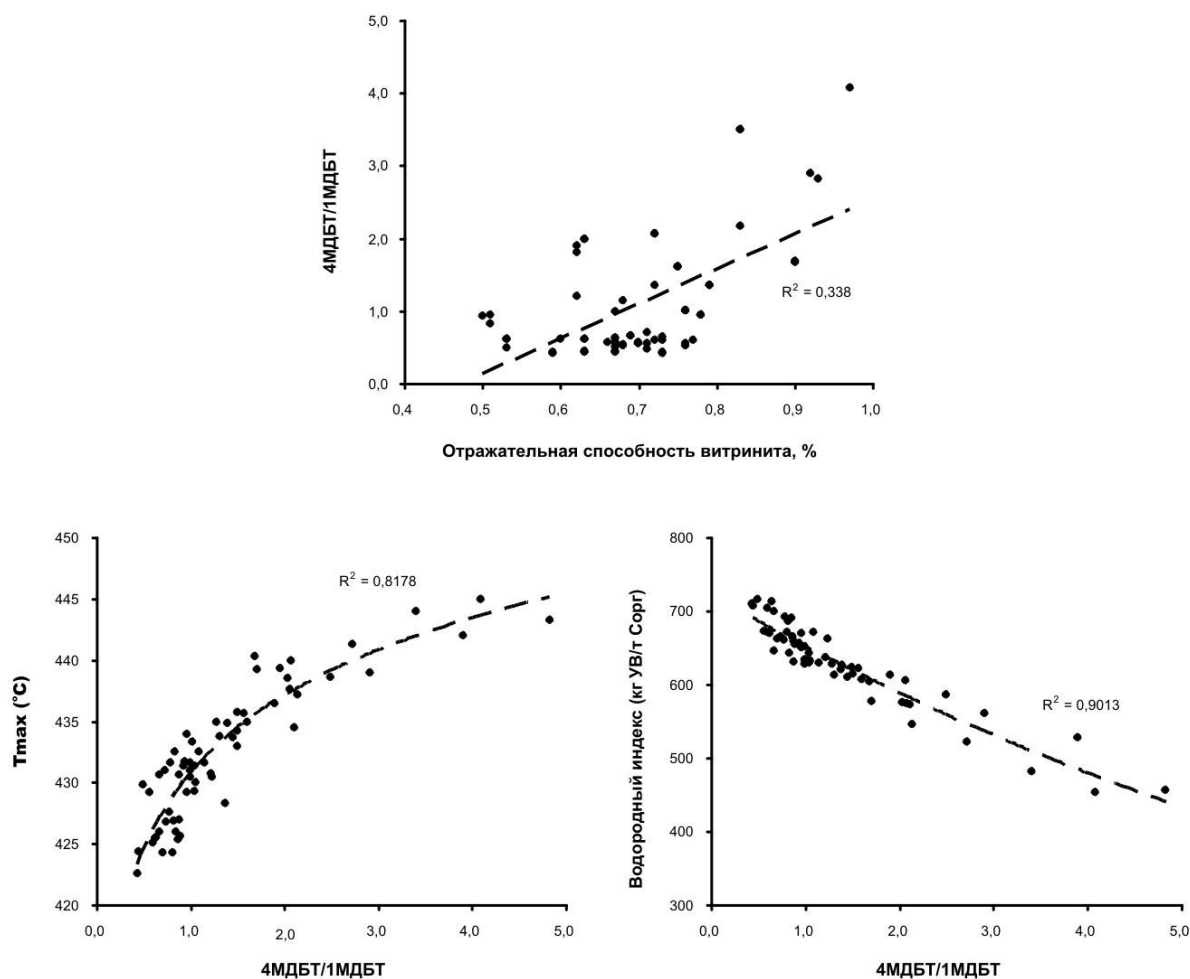 5,0
4,0
3,0
2,0
1,0
0,0
4МДБТ/1МДБТ
R² = 0,338
0,4 0,5 0,6 0,7 0,8 0,9 1,0
Отражательная способность витринита, %
450
445
440
435
430
425
420
Tmax (°C)
R² = 0,8178
0,0 1,0 2,0 3,0 4,0 5,0
4МДБТ/1МДБТ
800
700
600
500
400
300
Водородный индекс (кг УВ/т Сорг)
R² = 0,9013
0,0 1,0 2,0 3,0 4,0 5,0
4МДБТ/1МДБТ